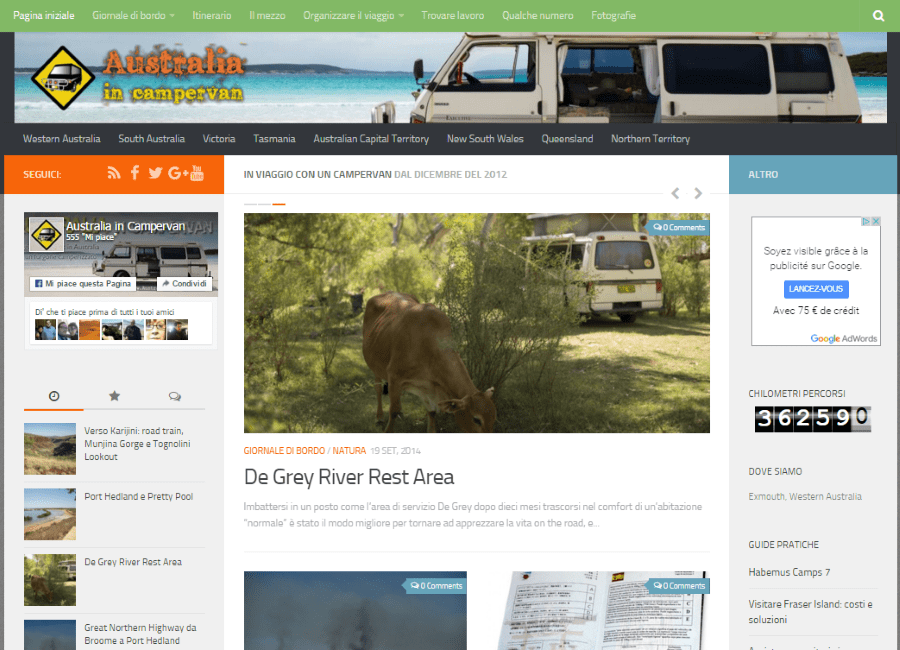 Pagina iniziale Giornale di bordo Itinerario Il mezzo Organizzare il viaggio Trovare lavoro Qualche numero Fotografie
Australia
in campervan
Western Australia South Australia Victoria Tasmania Australian Capital Territory New South Wales Queensland Northern Territory
SEGUICI:
Australia in Campervan
555 "Mi piace"
Mi piace questa Pagina
Condividi
Di' che ti piace prima di tutti i tuoi amici
Verso Karijini: road train,
Munjina Gorge e Tognolini
Lookout
Port Hedland e Pretty Pool
De Grey River Rest Area
Great Northern Highway da
Broome a Port Hedland
IN VIAGGIO CON UN CAMPERVAN DAL DICEMBRE DEL 2012
0 Comments
GIORNALE DI BORDO / NATURA 19 SET, 2014
De Grey River Rest Area
Imbattersi in un posto come l'area di servizio De Grey dopo dieci mesi trascorsi nel comfort di un'abitazione
"normale" è stato il modo migliore per tornare ad apprezzare la vita on the road, e...
0 Comments
0 Comments
ALTRO
Soyez visible grâce à la
publicité sur Google.
LANCEZ-VOUS
Avec 75 € de crédit
Google AdWords
CHILOMETRI PERCORSI
362590
DOVE SIAMO
Exmouth, Western Australia
GUIDE PRATICHE
Habemus Camps 7
Visitare Fraser Island: costi e
soluzioni